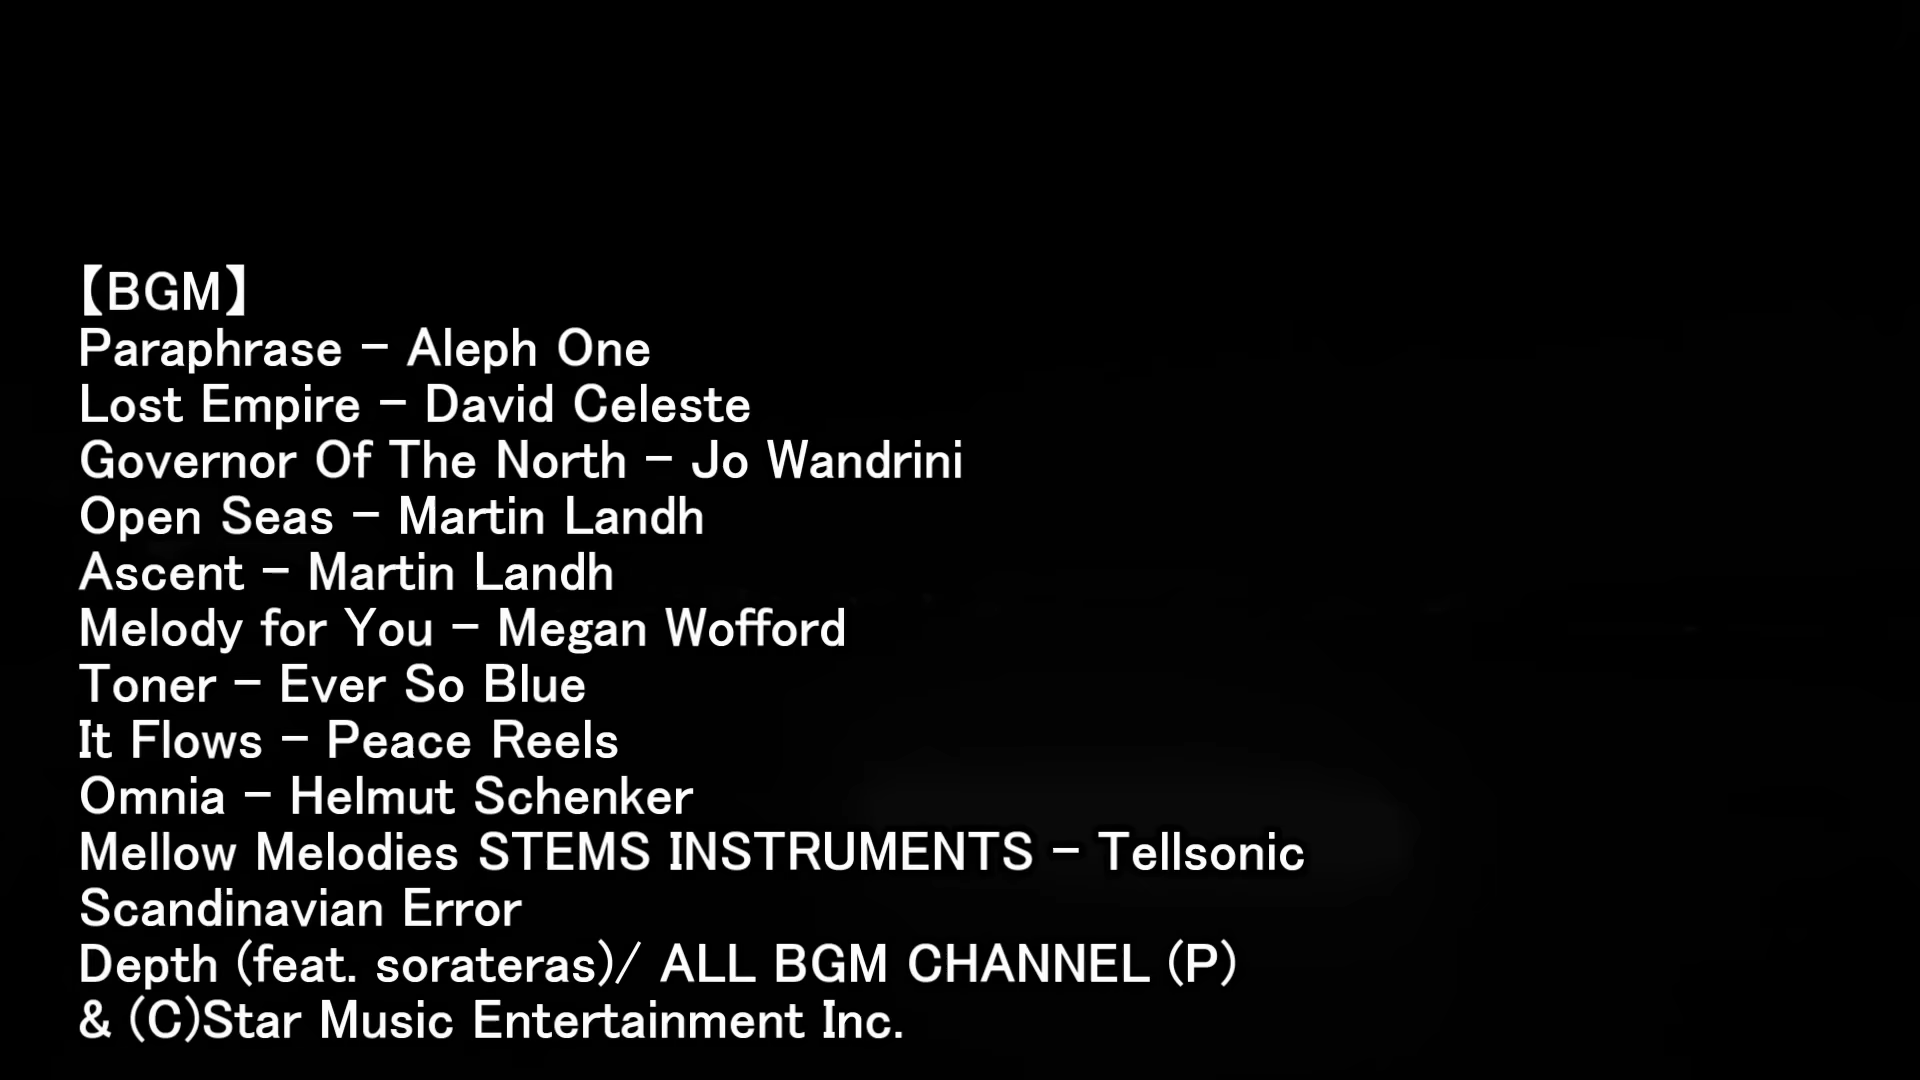 【BGM】
Paraphrase - Aleph One
Lost Empire - David Celeste
Governor Of The North - Jo Wandrini
Open Seas - Martin Landh
Ascent - Martin Landh
Melody for You - Megan Wofford
Toner - Ever So Blue
It Flows - Peace Reels
Omnia - Helmut Schenker
Mellow Melodies STEMS INSTRUMENTS - Tellsonic
Scandinavian Error
Depth (feat. sorateras)/ ALL BGM CHANNEL (P)
& (C)Star Music Entertainment Inc.